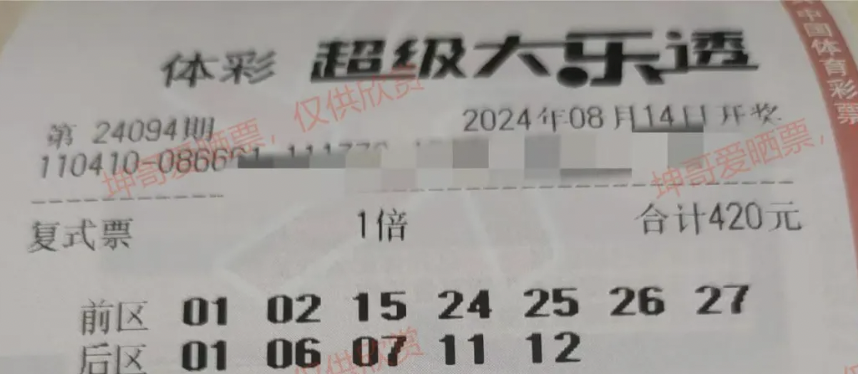 体彩 超级大乐透
第 24094期 2024年08月14日开奖
110410-086661
复式票 1倍 合计420元
前区 01 02 15 24 25 26 27
后区 01 06 07 11 12
中国体育彩票
坤哥爱晒票，仅供欣赏
坤哥爱晒票，
仅供欣赏